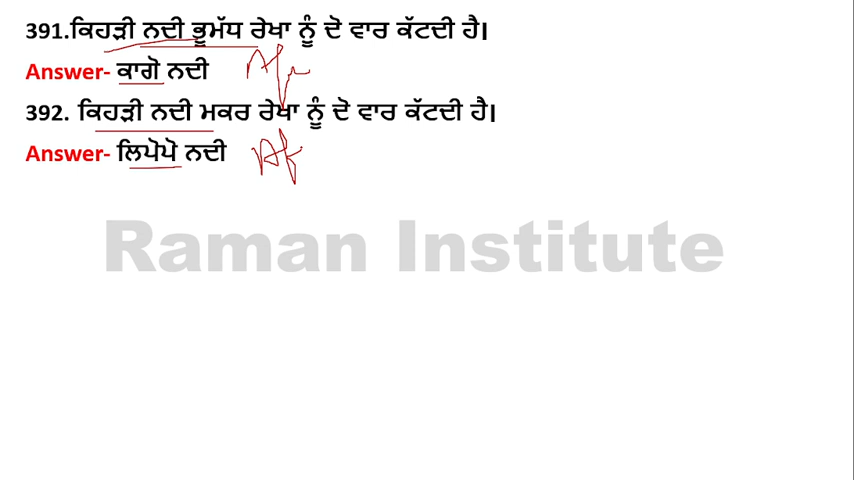 391.ਕਿਹੜੀ ਨਦੀ ਭੂਮੱਧ ਰੇਖਾ ਨੂੰ ਦੋ ਵਾਰ ਕੱਟਦੀ ਹੈ।
Answer- ਕਾਗੋ ਨਦੀ
392. ਕਿਹੜੀ ਨਦੀ ਮਕਰ ਰੇਖਾ ਨੂੰ ਦੋ ਵਾਰ ਕੱਟਦੀ ਹੈ।
Answer- ਲਿਪੋਪੋ ਨਦੀ
Raman Institute